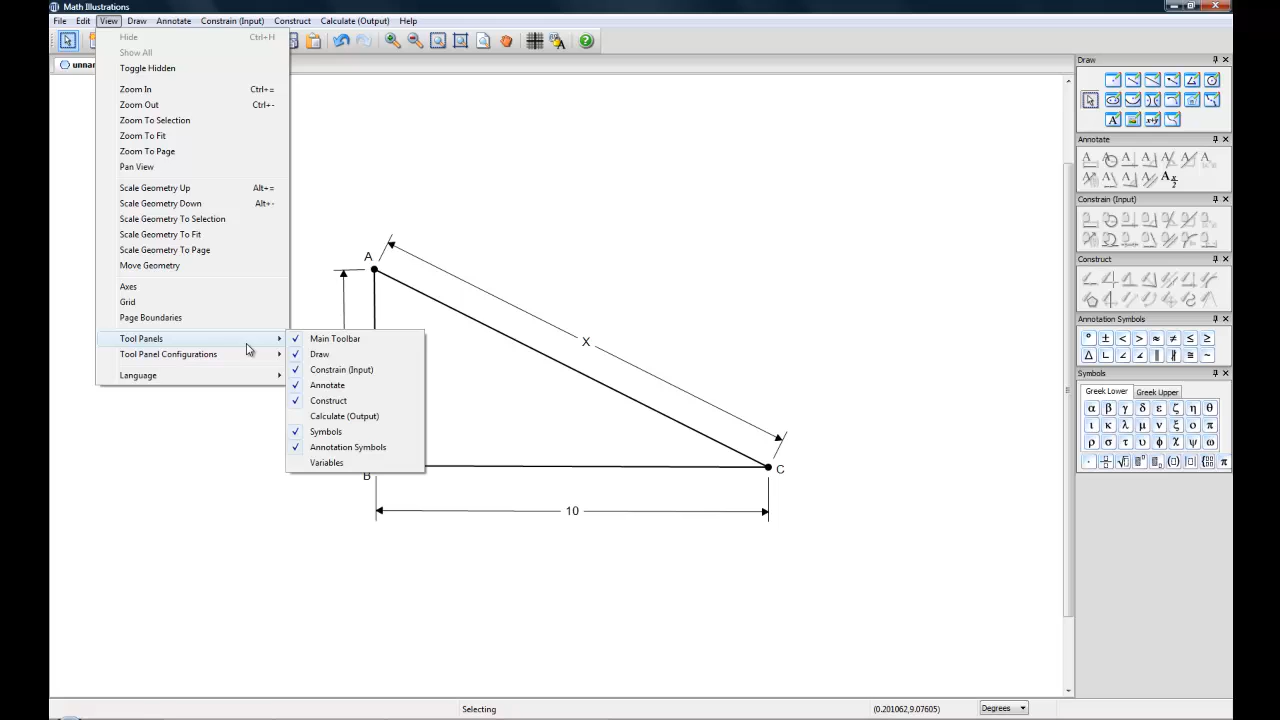 Math Illustrations
File Edit View Draw Annotate Constrain (Input) Construct Calculate (Output) Help
Hide Ctrl+H
Show All
Toggle Hidden
Zoom In Ctrl+=
Zoom Out Ctrl+-
Zoom To Selection
Zoom To Fit
Zoom To Page
Pan View
Scale Geometry Up Alt+=
Scale Geometry Down Alt+-
Scale Geometry To Selection
Scale Geometry To Fit
Scale Geometry To Page
Move Geometry
Axes
Grid
Page Boundaries
Tool Panels
Tool Panel Configurations
Language
Main Toolbar
Draw
Constrain (Input)
Annotate
Construct
Calculate (Output)
Symbols
Annotation Symbols
Variables
unnam
A
X
B
C
10
Draw
Annotate
Constrain (Input)
Construct
Annotation Symbols
° ± < > ≈ ≠ ≤ ≥
Symbols
Greek Lower Greek Upper
α β γ δ ε ζ η θ
ι κ λ μ ν ξ ο π
ρ σ τ υ φ χ ψ ω
Selecting
(0.201062,9.07605)
Degrees